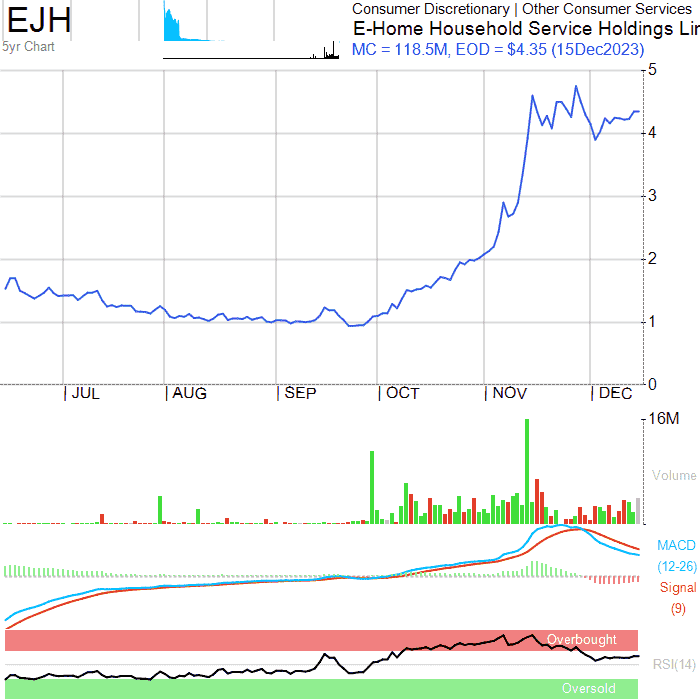 EJH
5yr Chart
Consumer Discretionary | Other Consumer Services
E-Home Household Service Holdings Lir
MC = 118.5M, EOD = $4.35 (15Dec2023)
5
4
3
2
1
0
JUL AUG SEP OCT NOV DEC
16M
Volume
MACD
(12-26)
Signal
(9)
Overbought
RSI(14)
Oversold